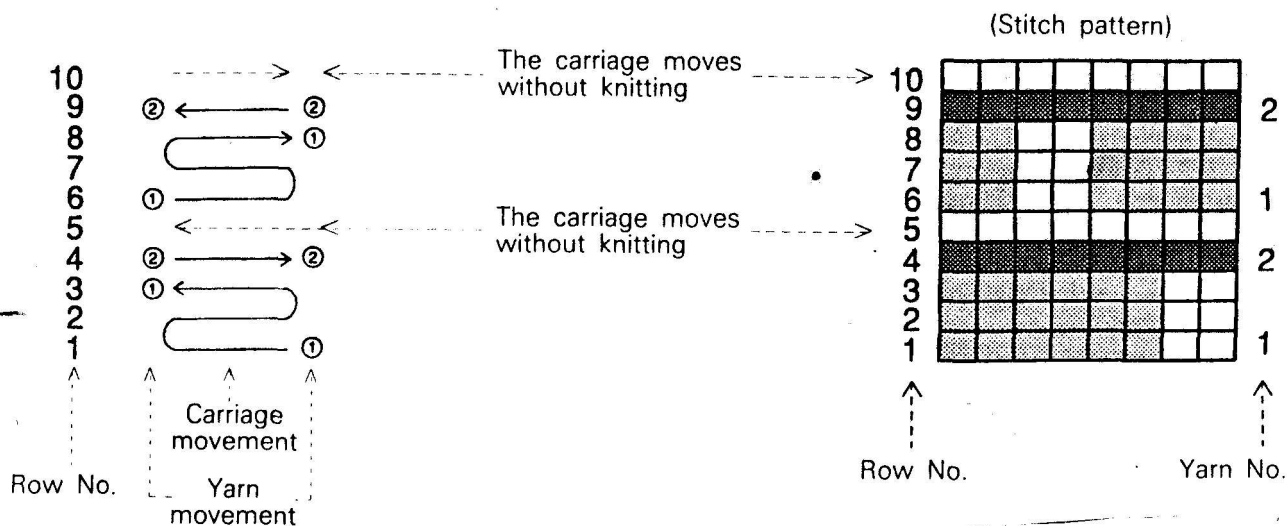 (Stitch pattern)
The carriage moves
without knitting
10
9 ② ②
8 ①
7
6 ①
5
The carriage moves
without knitting
4 ② ②
3 ①
2
1 ①
Carriage
movement
Row No.
Yarn
movement
10
9 2
8
7
6 1
5
4 2
3
2
1 1
Row No. Yarn No.